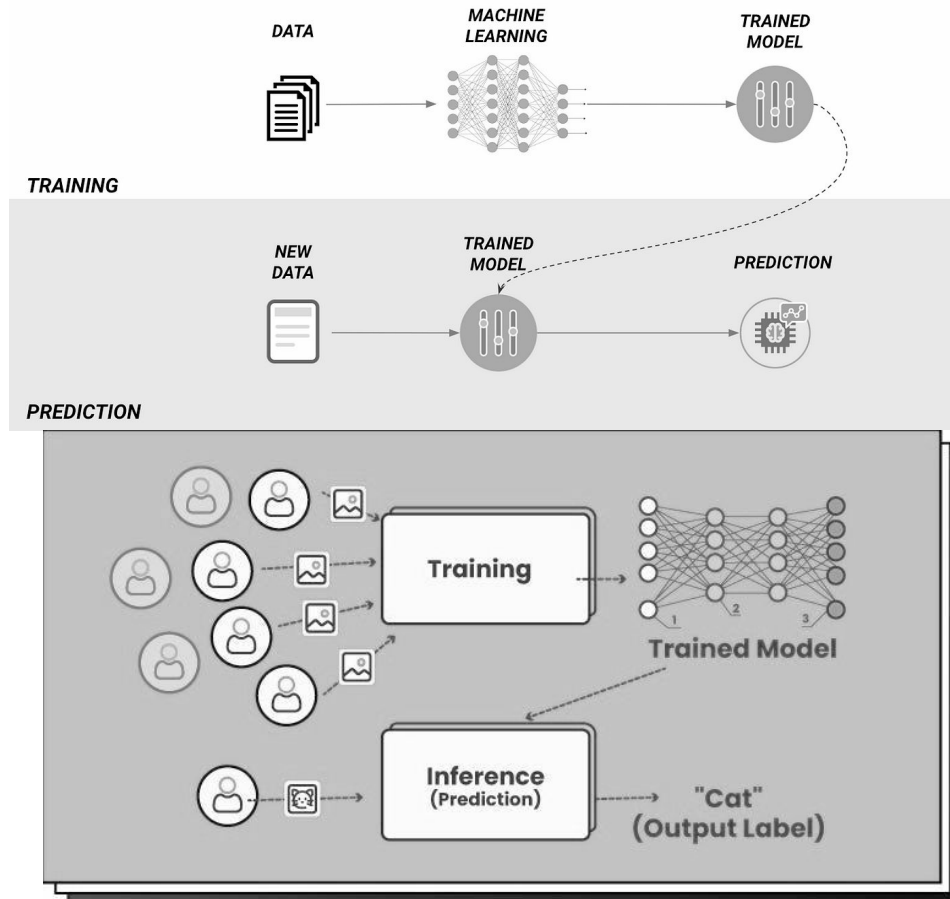 DATA
MACHINE
LEARNING
TRAINED
MODEL
TRAINING
NEW
DATA
TRAINED
MODEL
PREDICTION
PREDICTION
Training
1
2
3
Trained Model
Inference
(Prediction)
"Cat"
(Output Label)